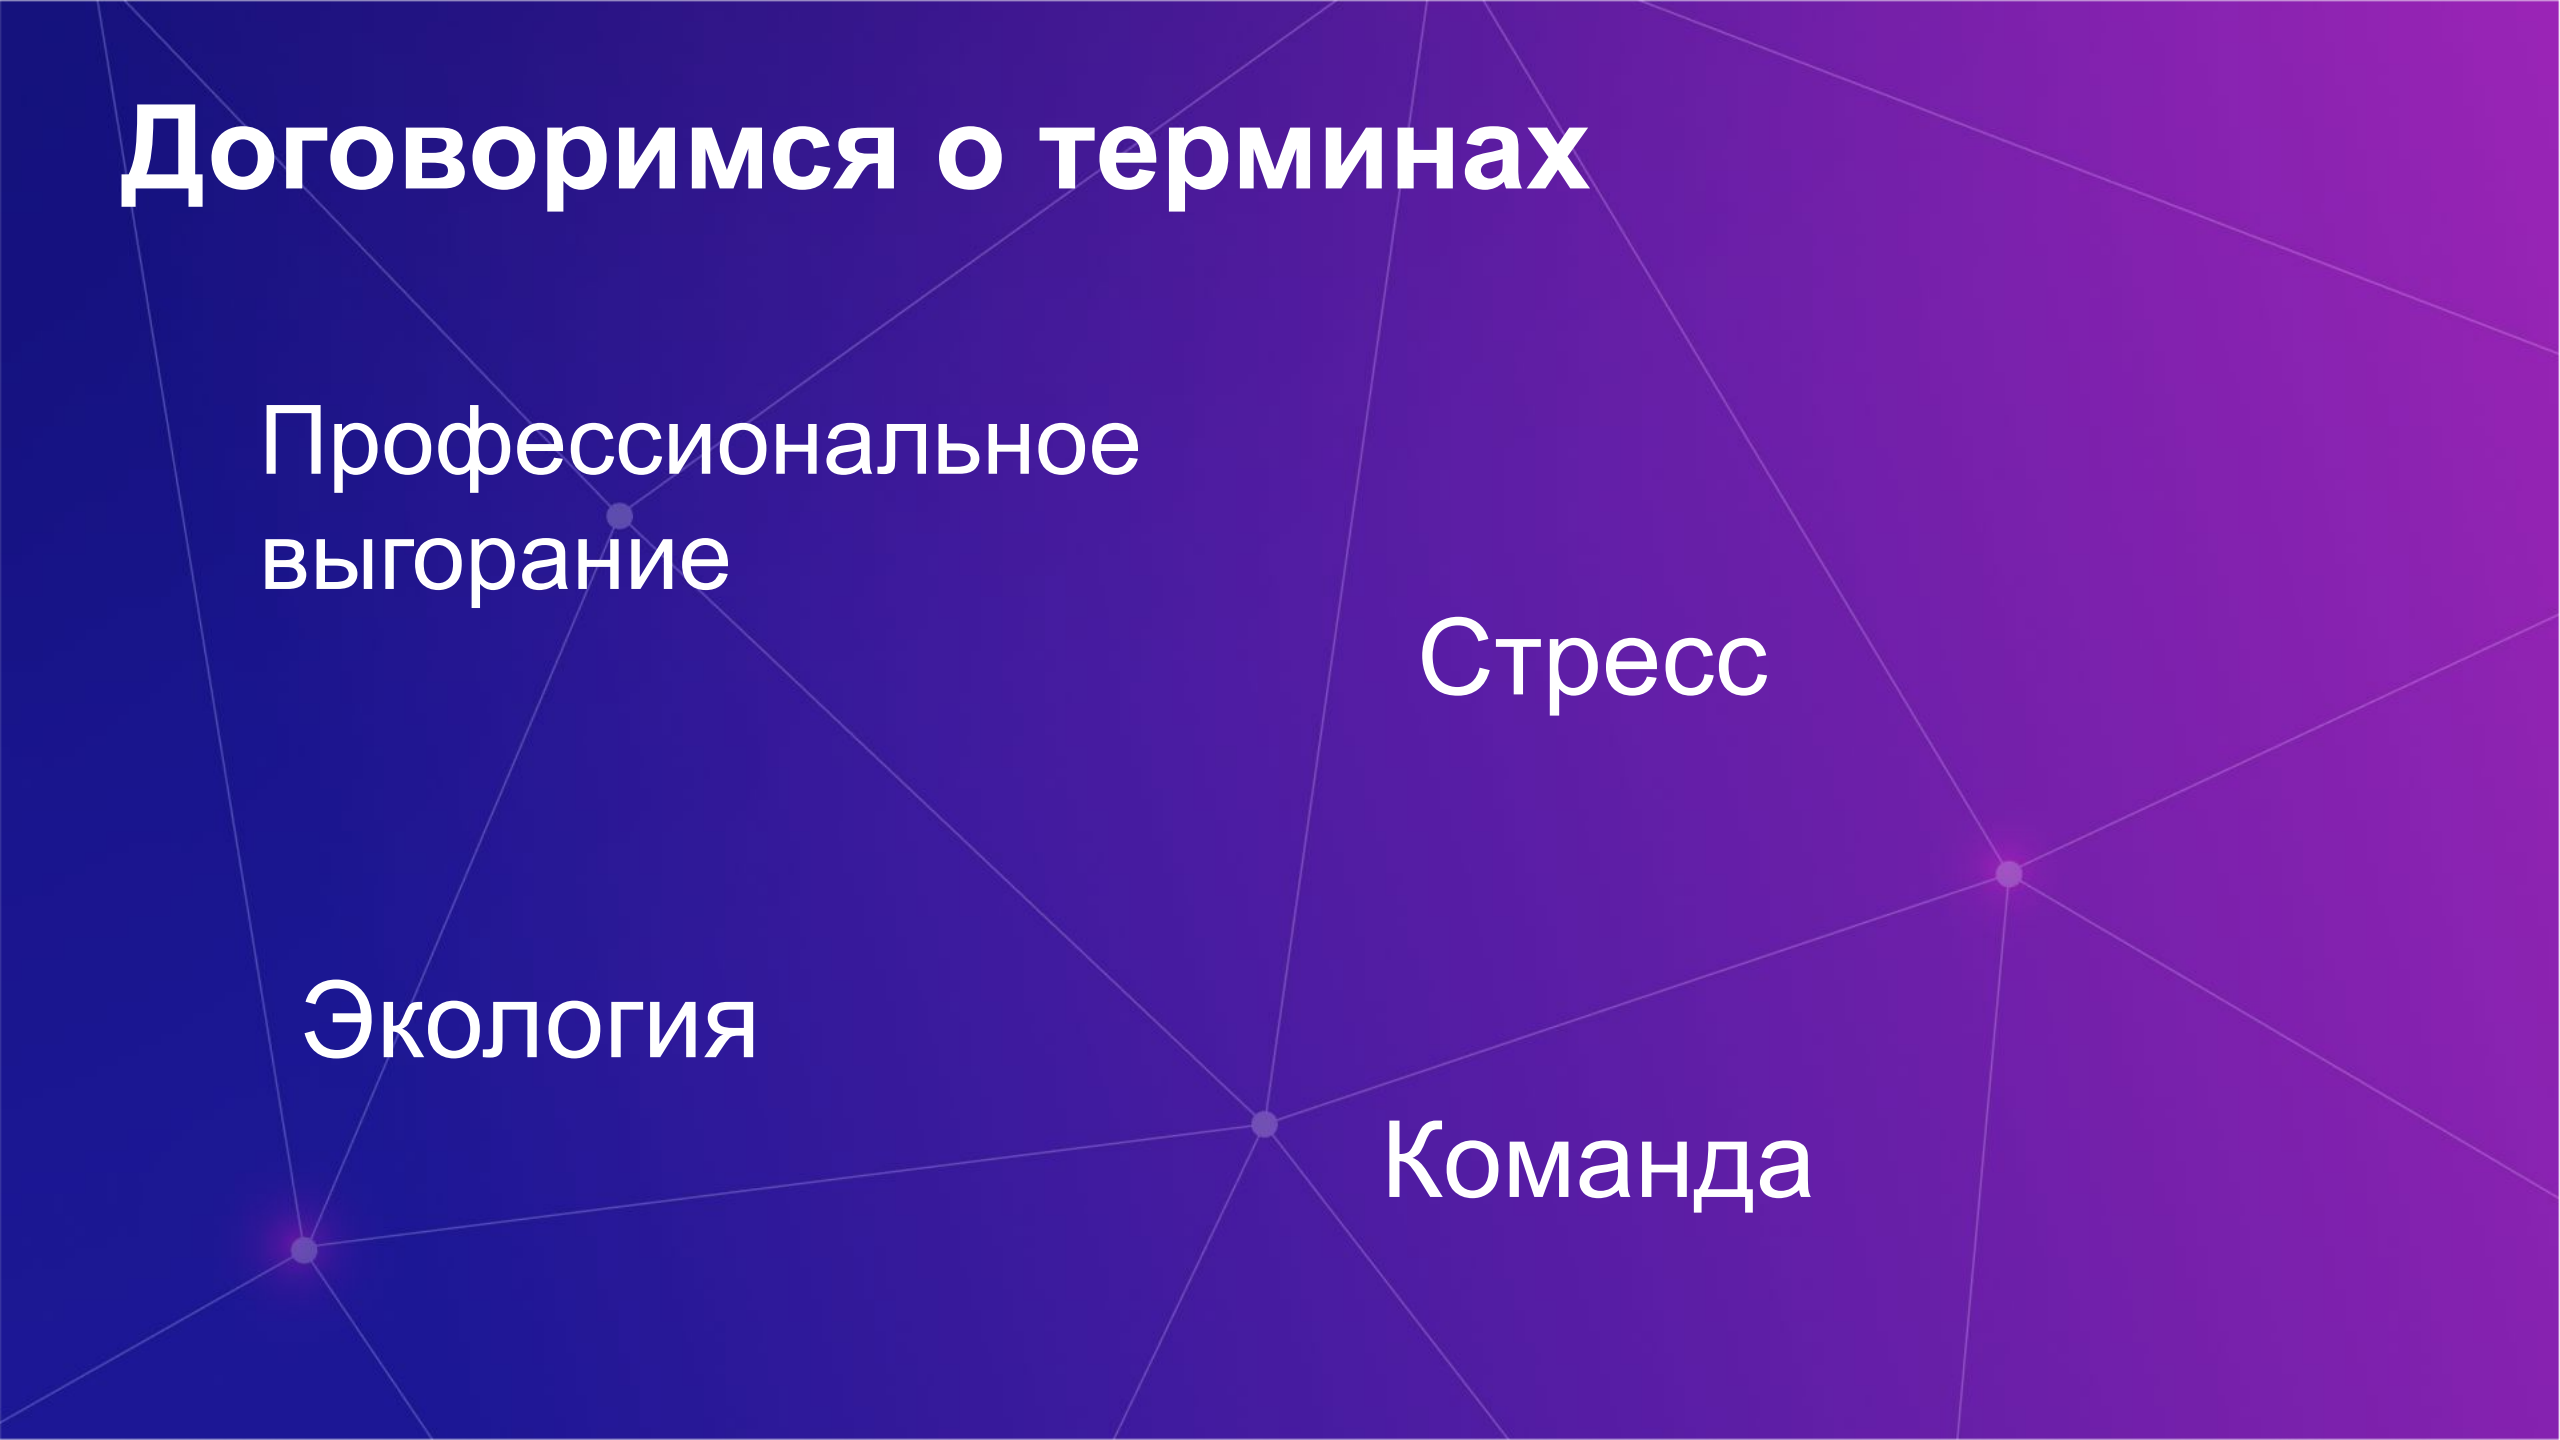 Договоримся о терминах
Профессиональное
выгорание
Стресс
Экология
Команда